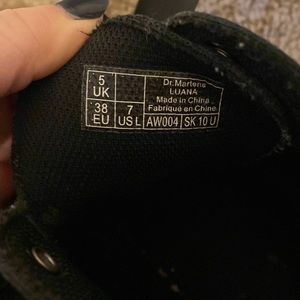 5
UK
38
EU
7
US L
Dr.Martens
LUANA
Made in China
Fabriqué en Chine
AW004
SK 10 U